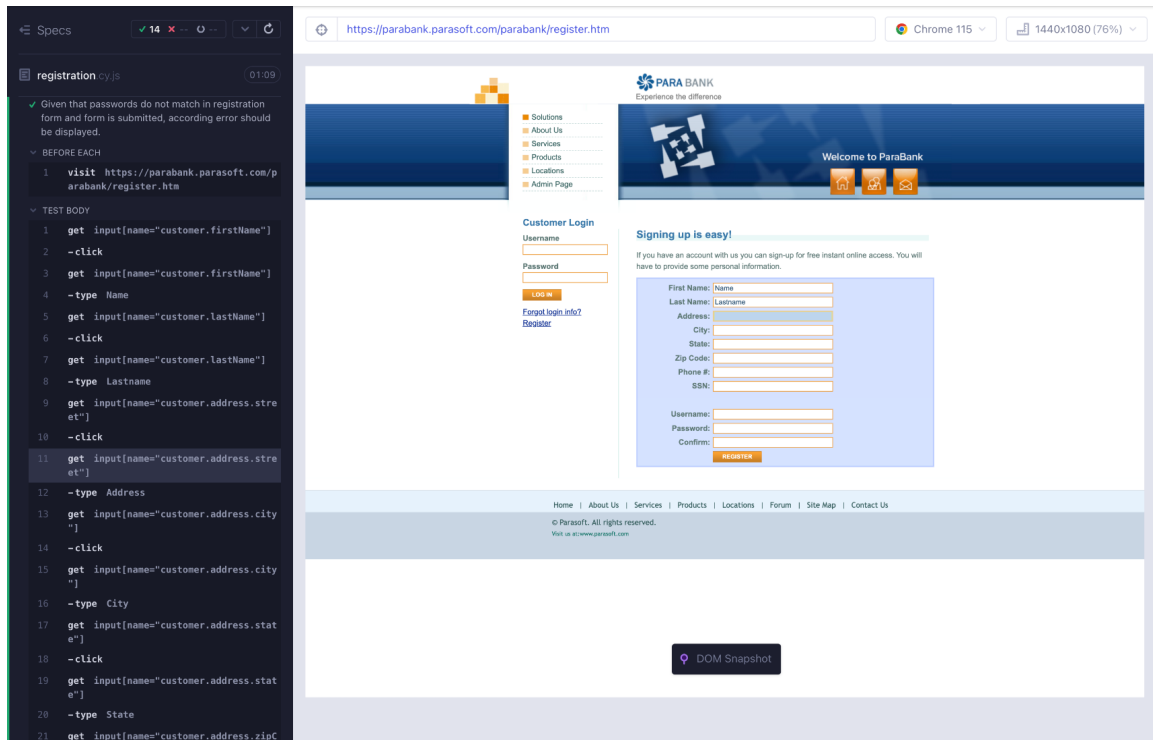 Specs
14
--
--
registration.cy.js
01:09
Given that passwords do not match in registration
form and form is submitted, according error should
be displayed.
BEFORE EACH
1 visit https://parabank.parasoft.com/p
arabank/register.htm
TEST BODY
1 get input[name="customer.firstName"]
2 -click
3 get input[name="customer.firstName"]
4 -type Name
5 get input[name="customer.lastName"]
6 -click
7 get input[name="customer.lastName"]
8 -type Lastname
9 get input[name="customer.address.stre
et"]
10 -click
11 get input[name="customer.address.stre
et"]
12 -type Address
13 get input[name="customer.address.city
"]
14 -click
15 get input[name="customer.address.city
"]
16 -type City
17 get input[name="customer.address.stat
e"]
18 -click
19 get input[name="customer.address.stat
e"]
20 -type State
21 get input[name="customer.address.zipC
https://parabank.parasoft.com/parabank/register.htm
Chrome 115
1440x1080 (76%)
PARA BANK
Experience the difference
Solutions
About Us
Services
Products
Locations
Admin Page
Welcome to ParaBank
Customer Login
Username
Password
LOG IN
Forgot login info?
Register
Signing up is easy!
If you have an account with us you can sign-up for free instant online access. You will
have to provide some personal information.
First Name: Name
Last Name: Lastname
Address:
City:
State:
Zip Code:
Phone #:
SSN:
Username:
Password:
Confirm:
REGISTER
Home | About Us | Services | Products | Locations | Forum | Site Map | Contact Us
© Parasoft. All rights reserved.
Visit us at:www.parasoft.com
DOM Snapshot